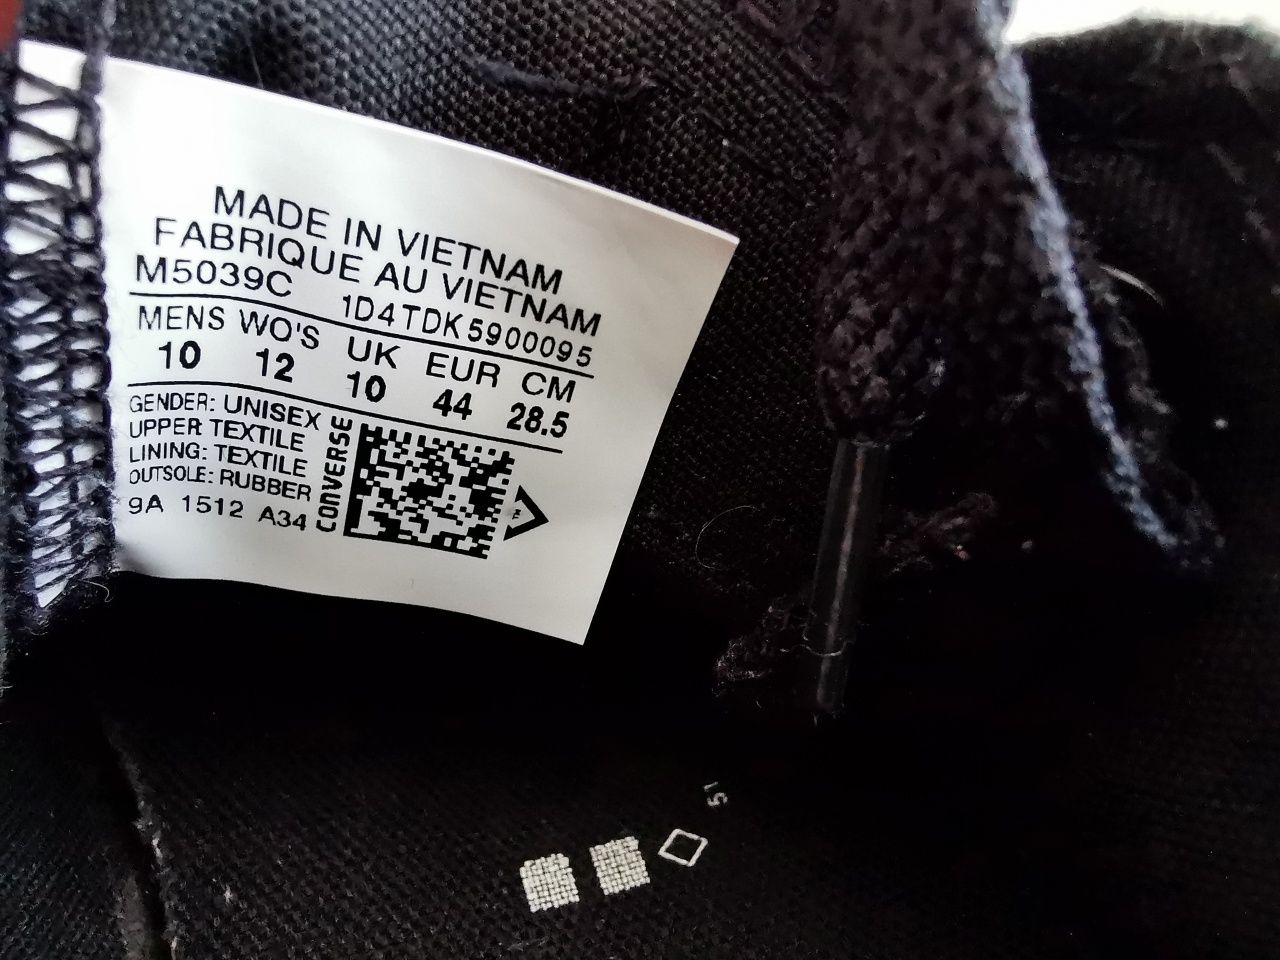 MADE IN VIETNAM
FABRIQUE AU VIETNAM
M5039C 1D4TDK5900095
MENS WO'S UK EUR CM
10 12 10 44 28.5
GENDER: UNISEX
UPPER: TEXTILE
LINING: TEXTILE
OUTSOLE: RUBBER
9A 1512 A34
CONVERSE
51